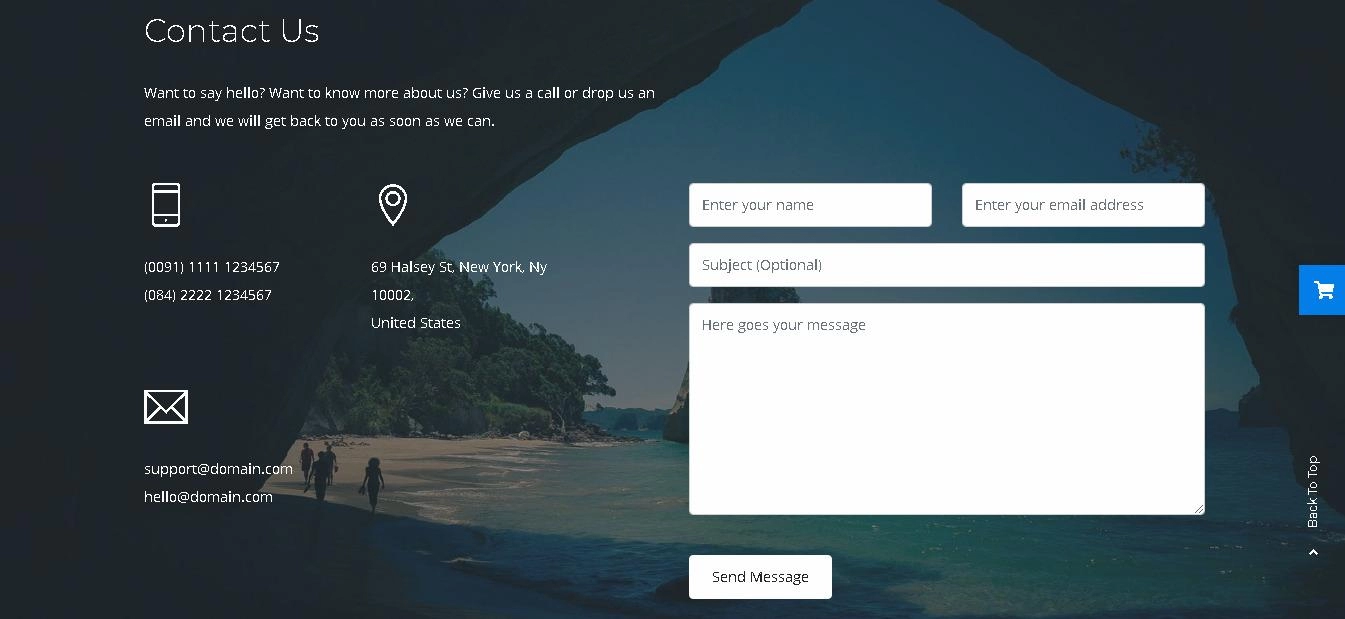 Contact Us
Want to say hello? Want to know more about us? Give us a call or drop us an
email and we will get back to you as soon as we can.
(0091) 1111 1234567
(084) 2222 1234567
69 Halsey St, New York, Ny
10002,
United States
support@domain.com
hello@domain.com
Enter your name
Enter your email address
Subject (Optional)
Here goes your message
Send Message
Back To Top